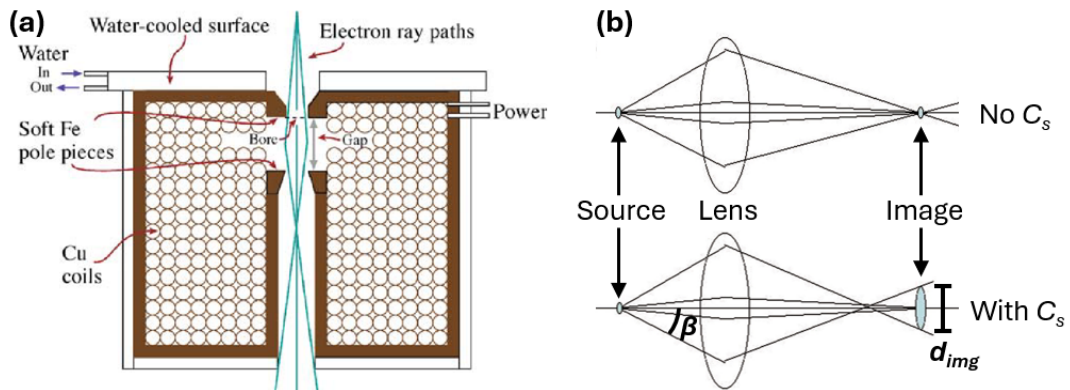 (a)
Water-cooled surface
Electron ray paths
Water
In
Out
Power
Soft Fe
pole pieces
Bore
Gap
Cu
coils
(b)
No Cs
Source
Lens
Image
With Cs
β
dimg